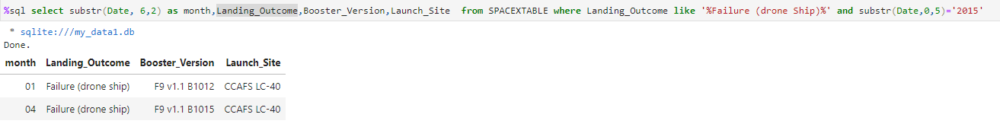 %sql select substr(Date, 6,2) as month,Landing_Outcome,Booster_Version,Launch_Site  from SPACEXTABLE where Landing_Outcome like '%Failure (drone Ship)%' and substr(Date,0,5)='2015'
* sqlite:///my_data1.db
Done.
month Landing_Outcome Booster_Version Launch_Site
01 Failure (drone ship) F9 v1.1 B1012 CCAFS LC-40
04 Failure (drone ship) F9 v1.1 B1015 CCAFS LC-40